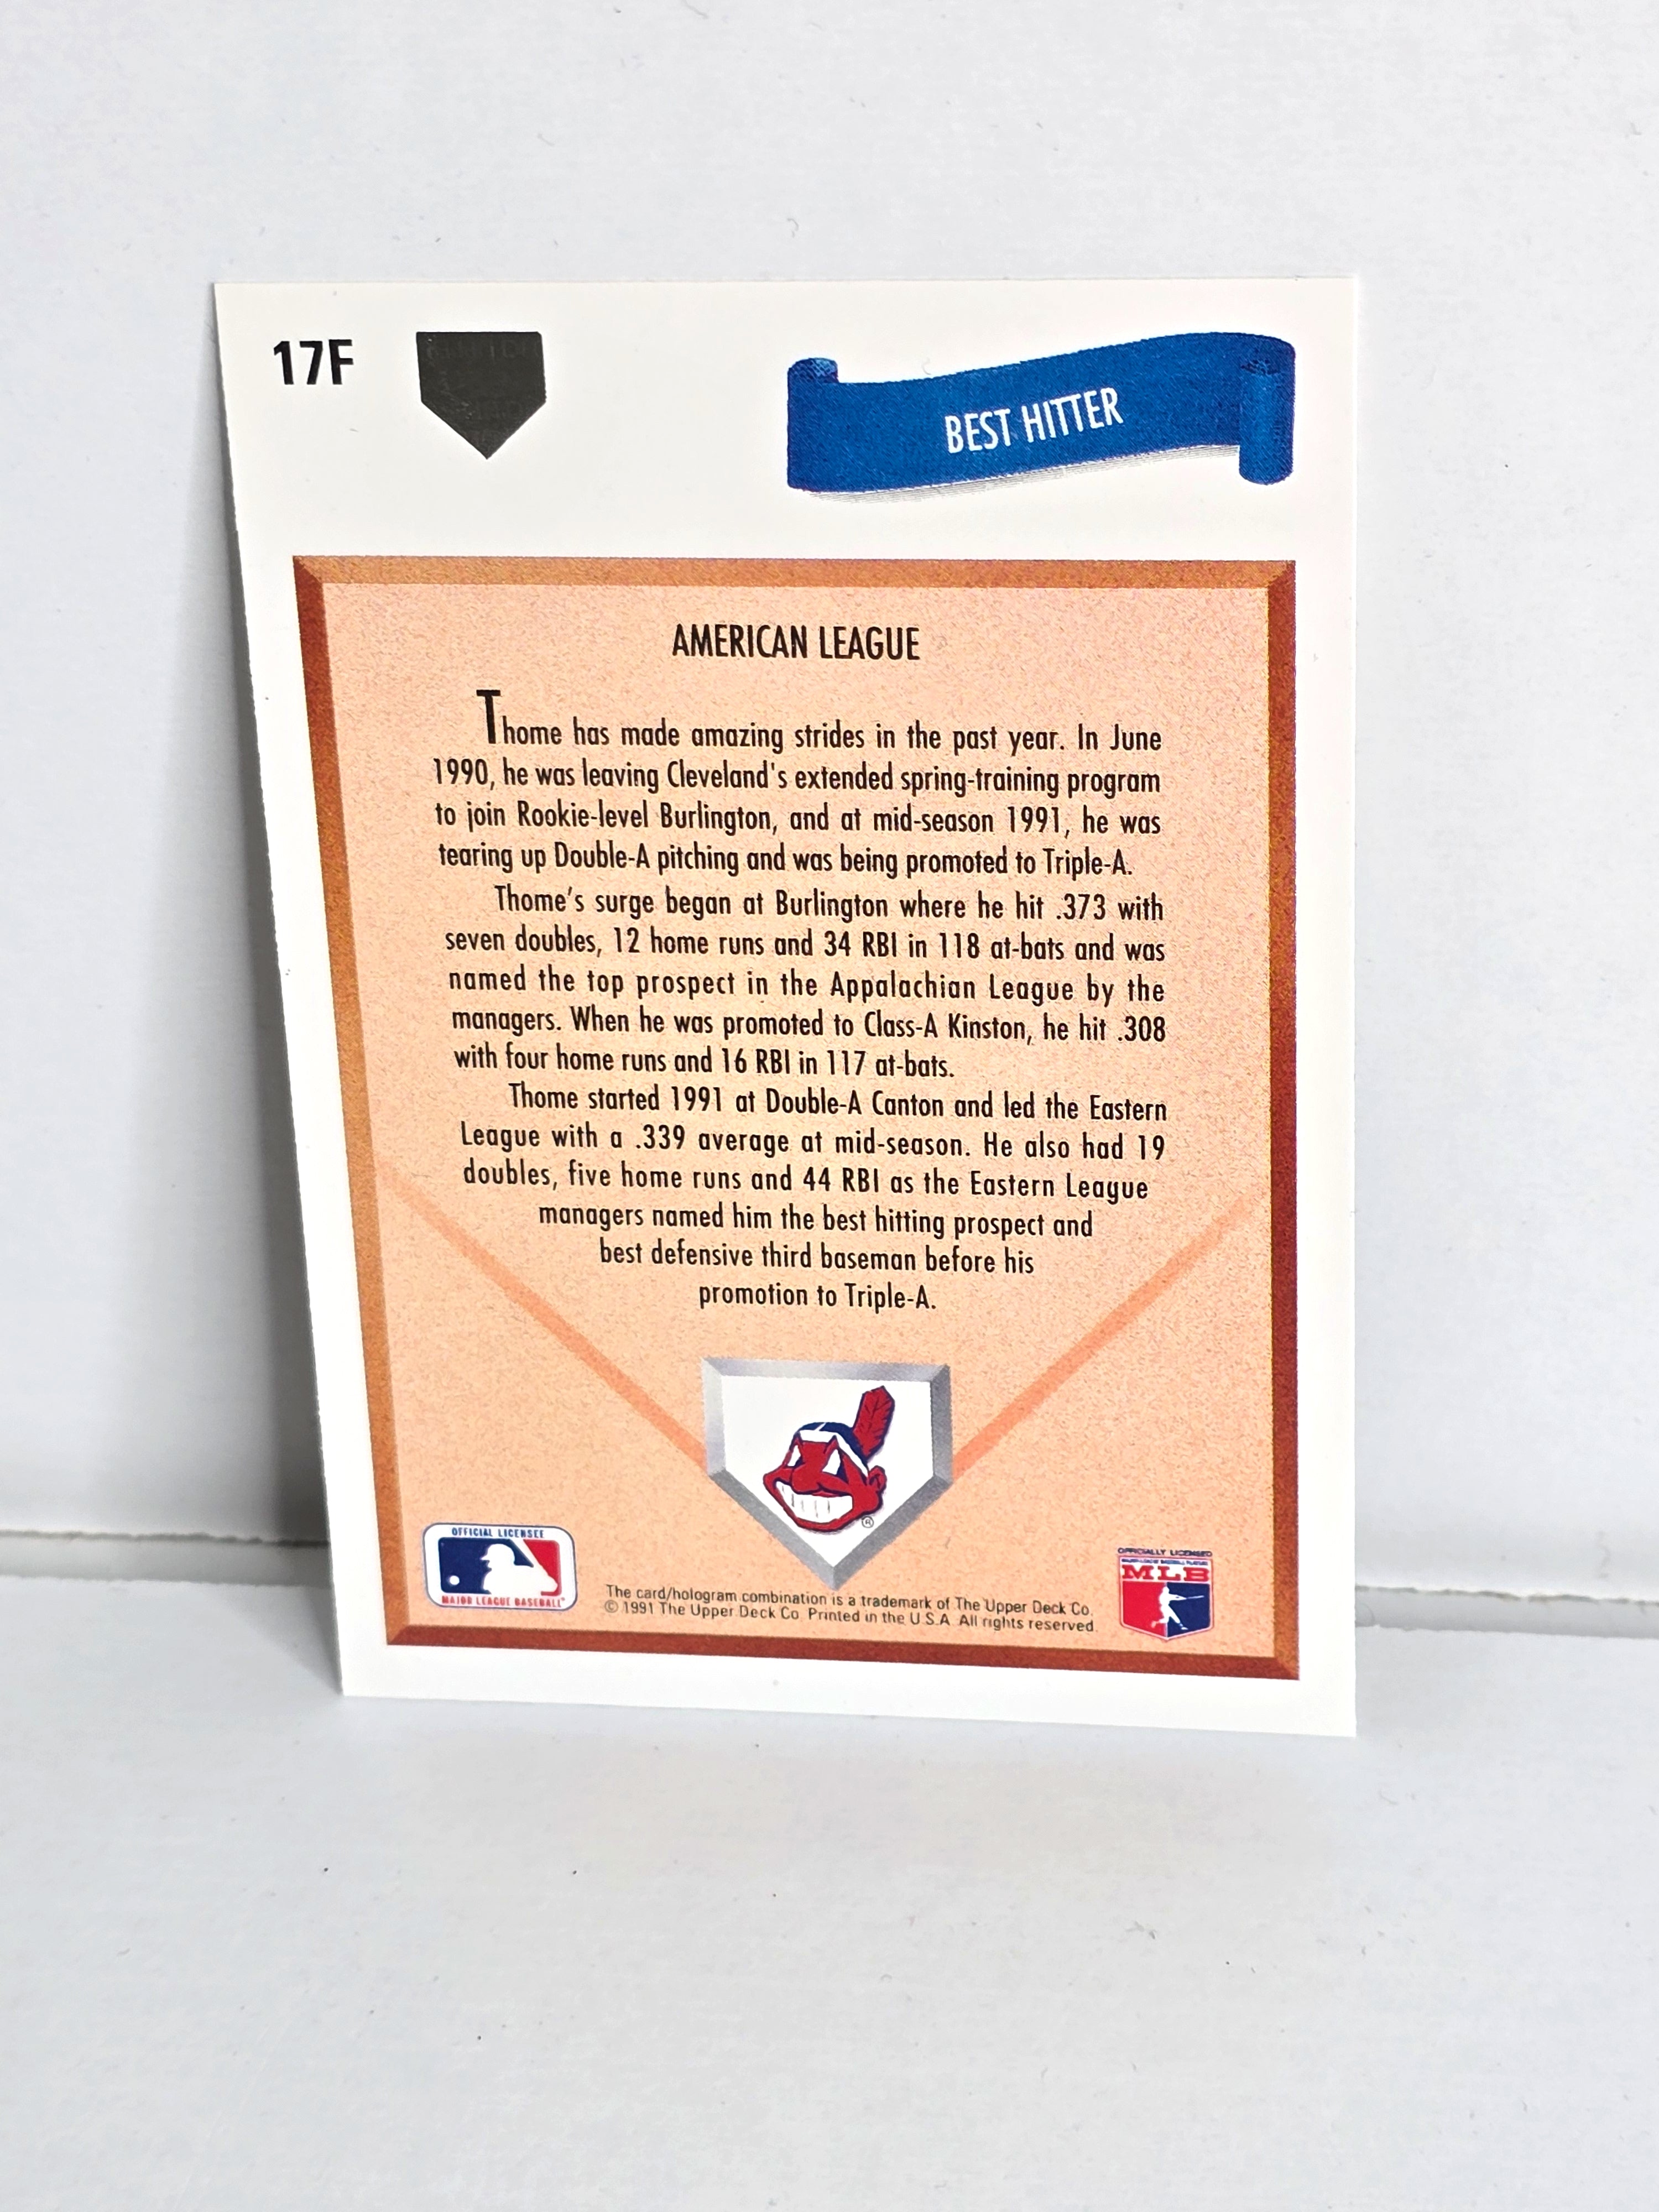 17F
BEST HITTER
AMERICAN LEAGUE
Thome has made amazing strides in the past year. In June
1990, he was leaving Cleveland's extended spring-training program
to join Rookie-level Burlington, and at mid-season 1991, he was
tearing up Double-A pitching and was being promoted to Triple-A.
Thome's surge began at Burlington where he hit .373 with
seven doubles, 12 home runs and 34 RBI in 118 at-bats and was
named the top prospect in the Appalachian League by the
managers. When he was promoted to Class-A Kinston, he hit .308
with four home runs and 16 RBI in 117 at-bats.
Thome started 1991 at Double-A Canton and led the Eastern
League with a .339 average at mid-season. He also had 19
doubles, five home runs and 44 RBI as the Eastern League
managers named him the best hitting prospect and
best defensive third baseman before his
promotion to Triple-A.
®
OFFICIAL LICENSEE
MAJOR LEAGUE BASEBALL
The card/hologram combination is a trademark of The Upper Deck Co.
© 1991 The Upper Deck Co. Printed in the U.S.A. All rights reserved.
OFFICIALLY LICENSED
MLB